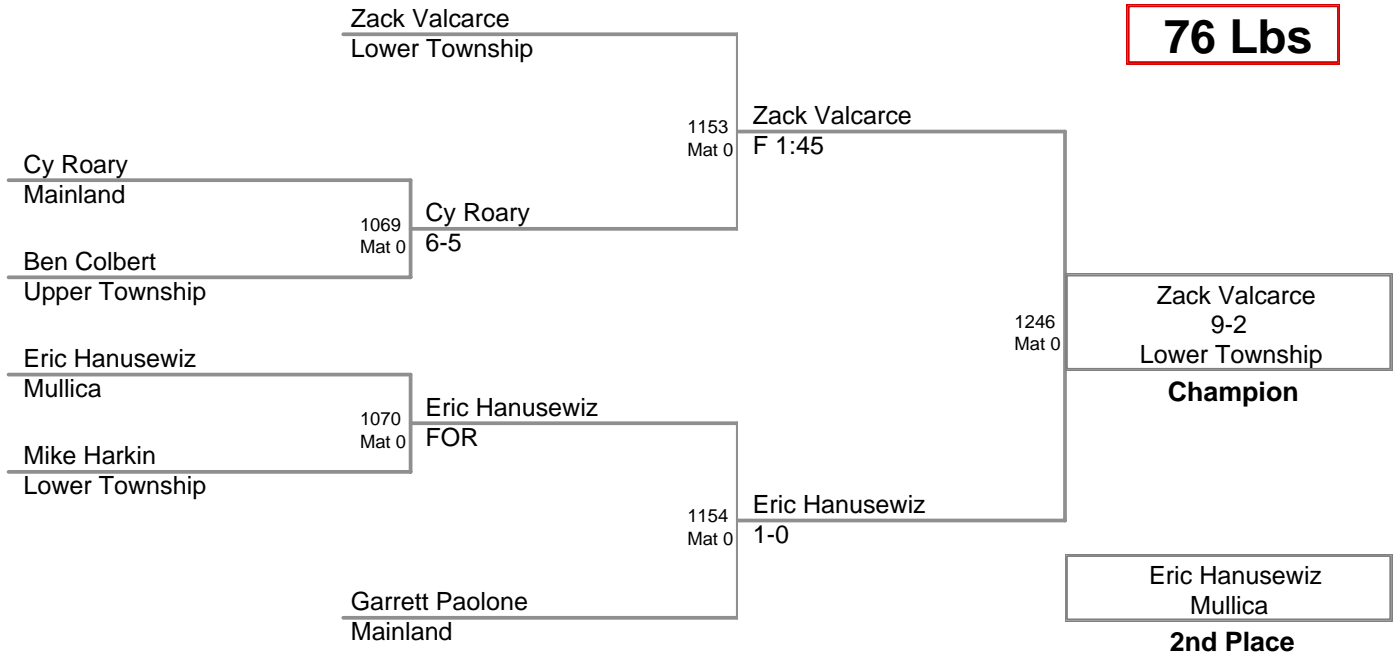 Zack Valcarce
Lower Township
76 Lbs
1153
Mat 0
Zack Valcarce
F 1:45
Cy Roary
Mainland
1069
Mat 0
Cy Roary
6-5
Ben Colbert
Upper Township
1246
Mat 0
Zack Valcarce
9-2
Lower Township
Champion
Eric Hanusewiz
Mullica
1070
Mat 0
Eric Hanusewiz
FOR
Mike Harkin
Lower Township
1154
Mat 0
Eric Hanusewiz
1-0
Garrett Paolone
Mainland
Eric Hanusewiz
Mullica
2nd Place